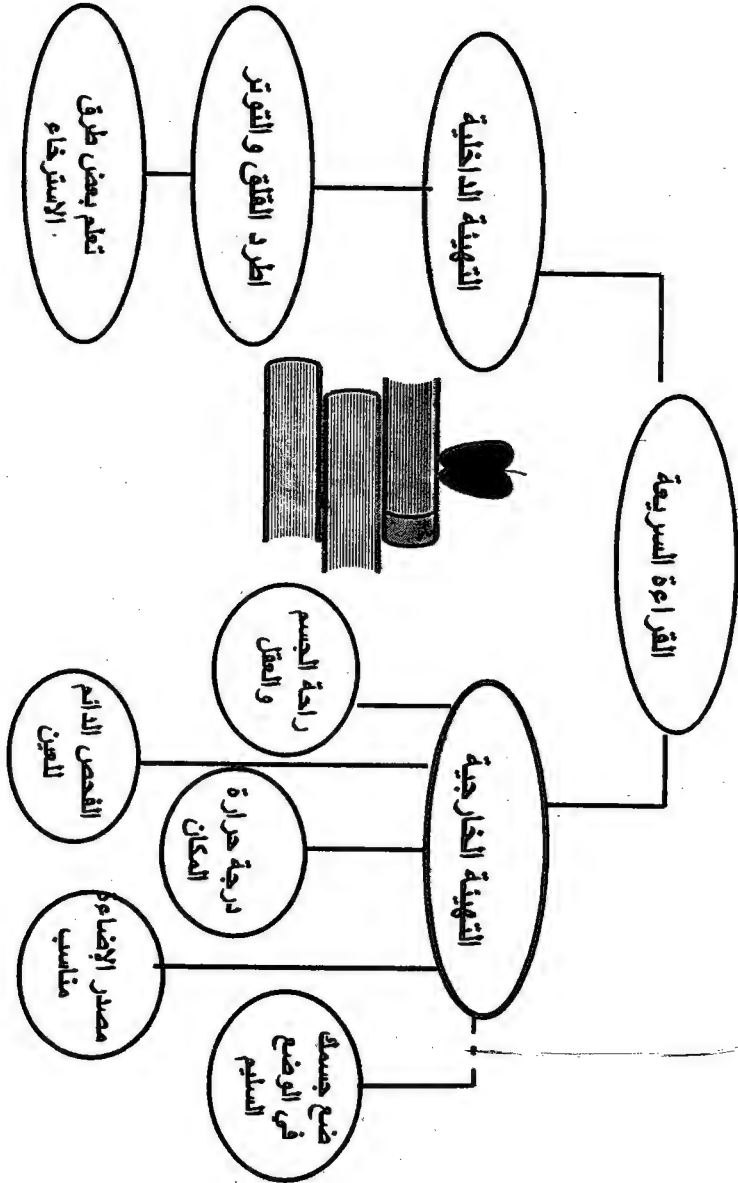 القراءة السريعة
التهيئة الخارجية
التهيئة الداخلية
ضع جسمك
في الوضع
السليم
مصدر الإضاءة
مناسب
درجة حرارة
المكان
الفحص الدائم
للعين
راحة الجسم
والعقل
اطرد القلق والتوتر
تعلم بعض طرق
الاسترخاء.